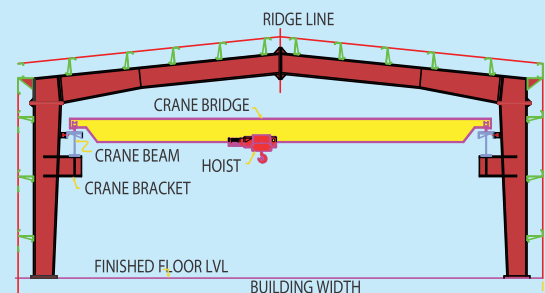 RIDGE LINE
CRANE BRIDGE
CRANE BEAM
HOIST
CRANE BRACKET
FINISHED FLOOR LVL
BUILDING WIDTH